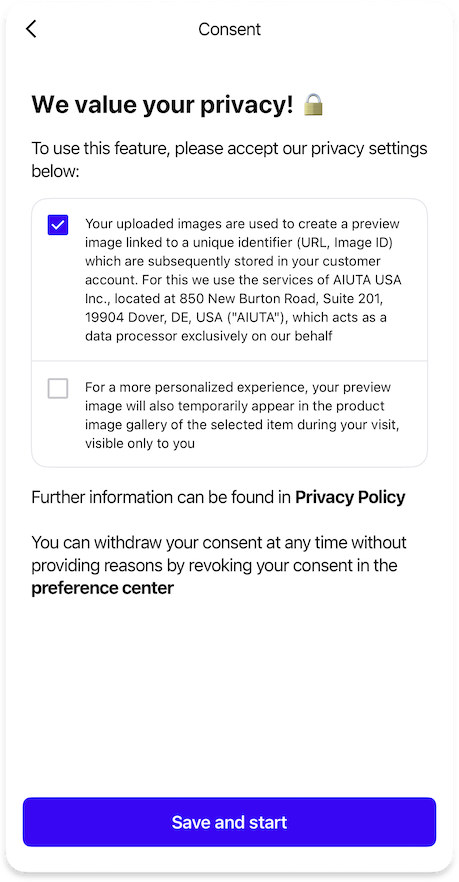 Consent
We value your privacy! 🔒
To use this feature, please accept our privacy settings
below:
Your uploaded images are used to create a preview
image linked to a unique identifier (URL, Image ID)
which are subsequently stored in your customer
account. For this we use the services of AIUTA USA
Inc., located at 850 New Burton Road, Suite 201,
19904 Dover, DE, USA ("AIUTA"), which acts as a
data processor exclusively on our behalf
For a more personalized experience, your preview
image will also temporarily appear in the product
image gallery of the selected item during your visit,
visible only to you
Further information can be found in Privacy Policy
You can withdraw your consent at any time without
providing reasons by revoking your consent in the
preference center
Save and start